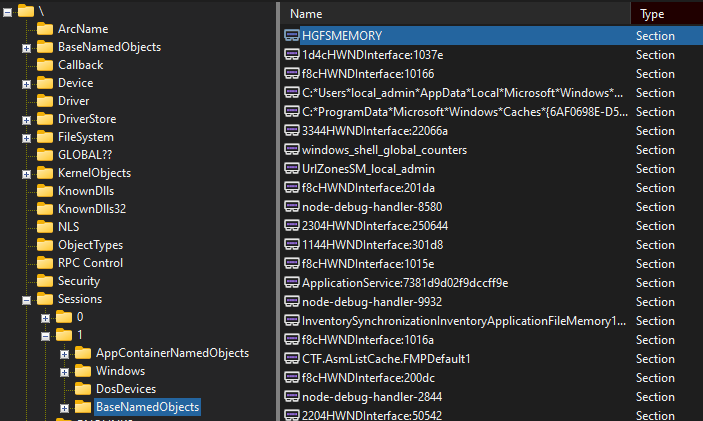 \
ArcName
BaseNamedObjects
Callback
Device
Driver
DriverStore
FileSystem
GLOBAL??
KernelObjects
KnownDlls
KnownDlls32
NLS
ObjectTypes
RPC Control
Security
Sessions
0
1
AppContainerNamedObjects
Windows
DosDevices
BaseNamedObjects
Name Type
HGFSMEMORY Section
1d4cHWNDInterface:1037e Section
f8cHWNDInterface:10166 Section
C:*Users*local_admin*AppData*Local*Microsoft*Windows*... Section
C:*ProgramData*Microsoft*Windows*Caches*{6AF0698E-D5... Section
3344HWNDInterface:22066a Section
windows_shell_global_counters Section
UrlZonesSM_local_admin Section
f8cHWNDInterface:201da Section
node-debug-handler-8580 Section
2304HWNDInterface:250644 Section
1144HWNDInterface:301d8 Section
f8cHWNDInterface:1015e Section
ApplicationService:7381d9d02f9dccff9e Section
node-debug-handler-9932 Section
InventorySynchronizationInventoryApplicationFileMemory1... Section
f8cHWNDInterface:1016a Section
CTF.AsmListCache.FMPDefault1 Section
f8cHWNDInterface:200dc Section
node-debug-handler-2844 Section
2204HWNDInterface:50542 Section